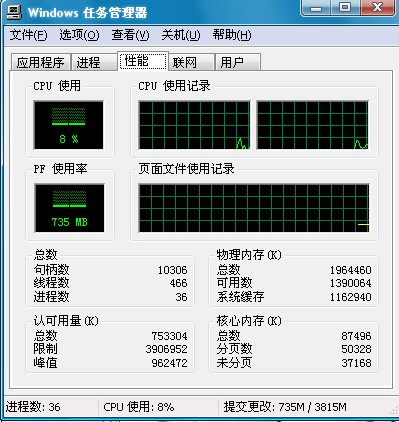 Windows 任务管理器
文件(F) 选项(O) 查看(V) 关机(U) 帮助(H)
应用程序 进程 性能 联网 用户
CPU 使用 CPU 使用记录
8 %
PF 使用率 页面文件使用记录
735 MB
总数 物理内存(K)
句柄数 10306 总数 1964460
线程数 466 可用数 1390064
进程数 36 系统缓存 1162940
认可用量(K) 核心内存(K)
总数 753304 总数 87496
限制 3906952 分页数 50328
峰值 962472 未分页 37168
进程数: 36 CPU 使用: 8% 提交更改: 735M / 3815M